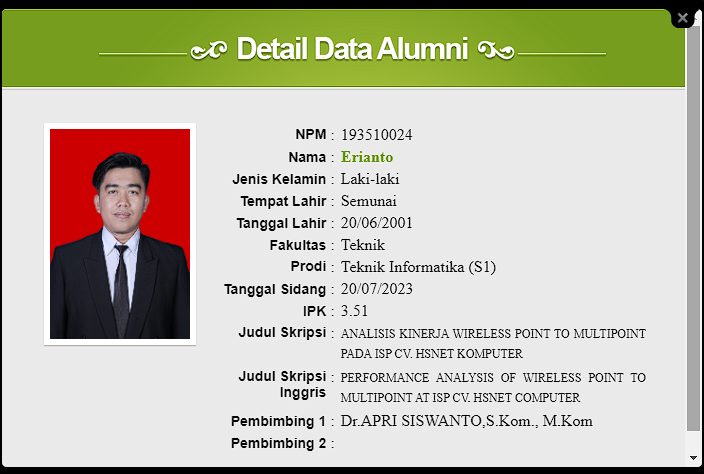 Detail Data Alumni
NPM : 193510024
Nama : Erianto
Jenis Kelamin : Laki-laki
Tempat Lahir : Semunai
Tanggal Lahir : 20/06/2001
Fakultas : Teknik
Prodi : Teknik Informatika (S1)
Tanggal Sidang : 20/07/2023
IPK : 3.51
Judul Skripsi : ANALISIS KINERJA WIRELESS POINT TO MULTIPOINT
PADA ISP CV. HSNET KOMPUTER
Judul Skripsi : PERFORMANCE ANALYSIS OF WIRELESS POINT TO
Inggris MULTIPOINT AT ISP CV. HSNET COMPUTER
Pembimbing 1 : Dr.APRI SISWANTO,S.Kom., M.Kom
Pembimbing 2 :